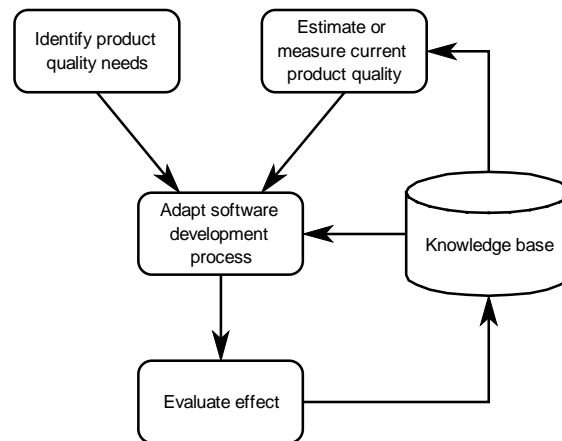 Identify product
quality needs
Estimate or
measure current
product quality
Adapt software
development
process
Knowledge base
Evaluate effect